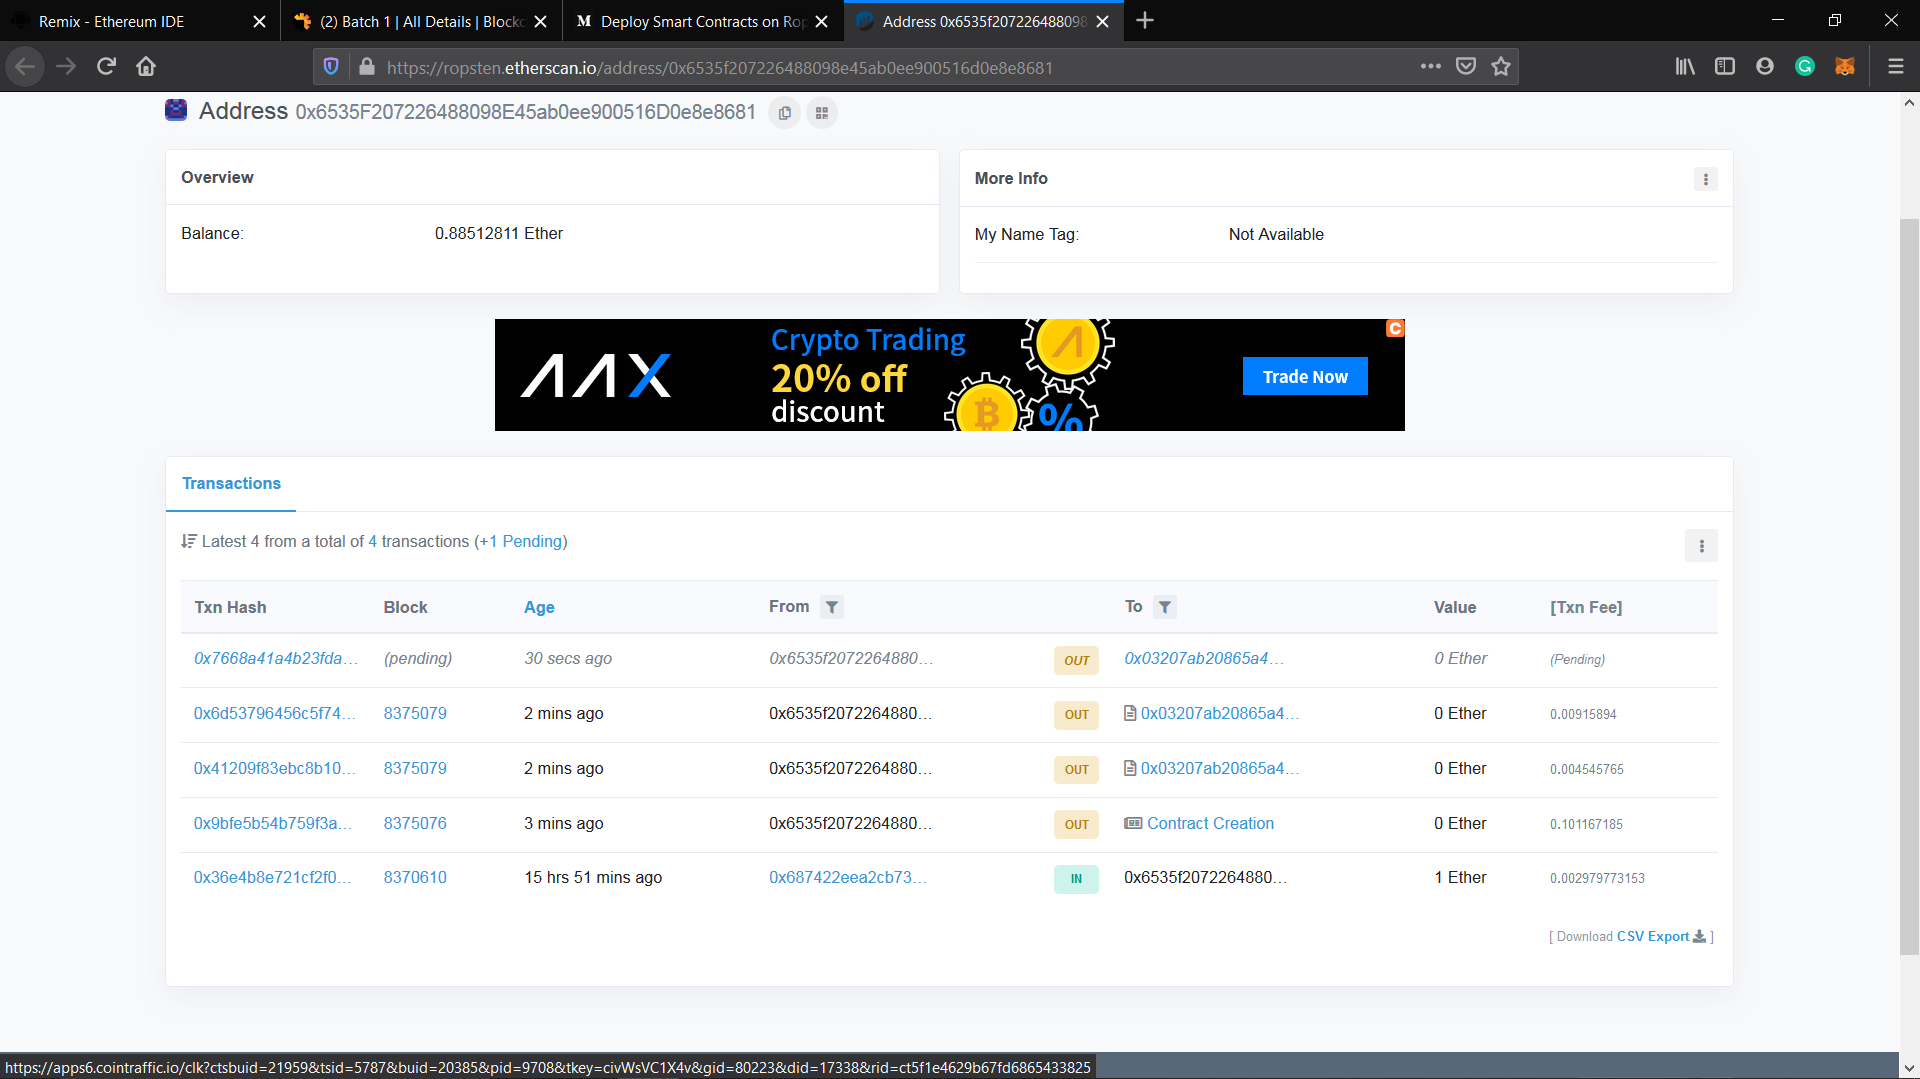 Remix - Ethereum IDE
(2) Batch 1 | All Details | Blockc
M Deploy Smart Contracts on Rop
Address 0x6535f207226488098
https://ropsten.etherscan.io/address/0x6535f207226488098e45ab0ee900516d0e8e8681
Address 0x6535F207226488098E45ab0ee900516D0e8e8681
Overview
Balance: 0.88512811 Ether
More Info
My Name Tag: Not Available
AAX
Crypto Trading
20% off
discount
%
Trade Now
C
Transactions
Latest 4 from a total of 4 transactions (+1 Pending)
Txn Hash Block Age From To Value [Txn Fee]
0x7668a41a4b23fda... (pending) 30 secs ago 0x6535f2072264880... OUT 0x03207ab20865a4... 0 Ether (Pending)
0x6d53796456c5f74... 8375079 2 mins ago 0x6535f2072264880... OUT 0x03207ab20865a4... 0 Ether 0.00915894
0x41209f83ebc8b10... 8375079 2 mins ago 0x6535f2072264880... OUT 0x03207ab20865a4... 0 Ether 0.004545765
0x9bfe5b54b759f3a... 8375076 3 mins ago 0x6535f2072264880... OUT Contract Creation 0 Ether 0.101167185
0x36e4b8e721cf2f0... 8370610 15 hrs 51 mins ago 0x687422eea2cb73... IN 0x6535f2072264880... 1 Ether 0.002979773153
[ Download CSV Export ]
https://apps6.cointraffic.io/clk?ctsbuid=21959&tsid=5787&buid=20385&pid=9708&tkey=civWsVC1X4v&gid=80223&did=17338&rid=ct5f1e4629b67fd6865433825